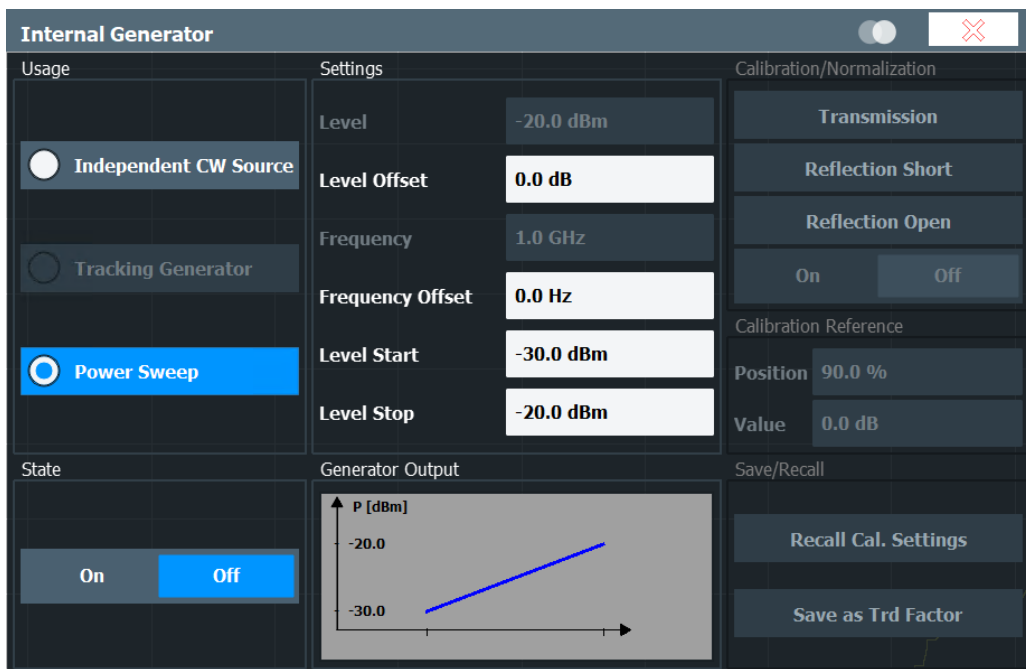 Internal Generator
Usage
Independent CW Source
Tracking Generator
Power Sweep
State
On Off
Settings
Level -20.0 dBm
Level Offset 0.0 dB
Frequency 1.0 GHz
Frequency Offset 0.0 Hz
Level Start -30.0 dBm
Level Stop -20.0 dBm
Generator Output
P [dBm]
-20.0
-30.0
Calibration/Normalization
Transmission
Reflection Short
Reflection Open
On Off
Calibration Reference
Position 90.0 %
Value 0.0 dB
Save/Recall
Recall Cal. Settings
Save as Trd Factor